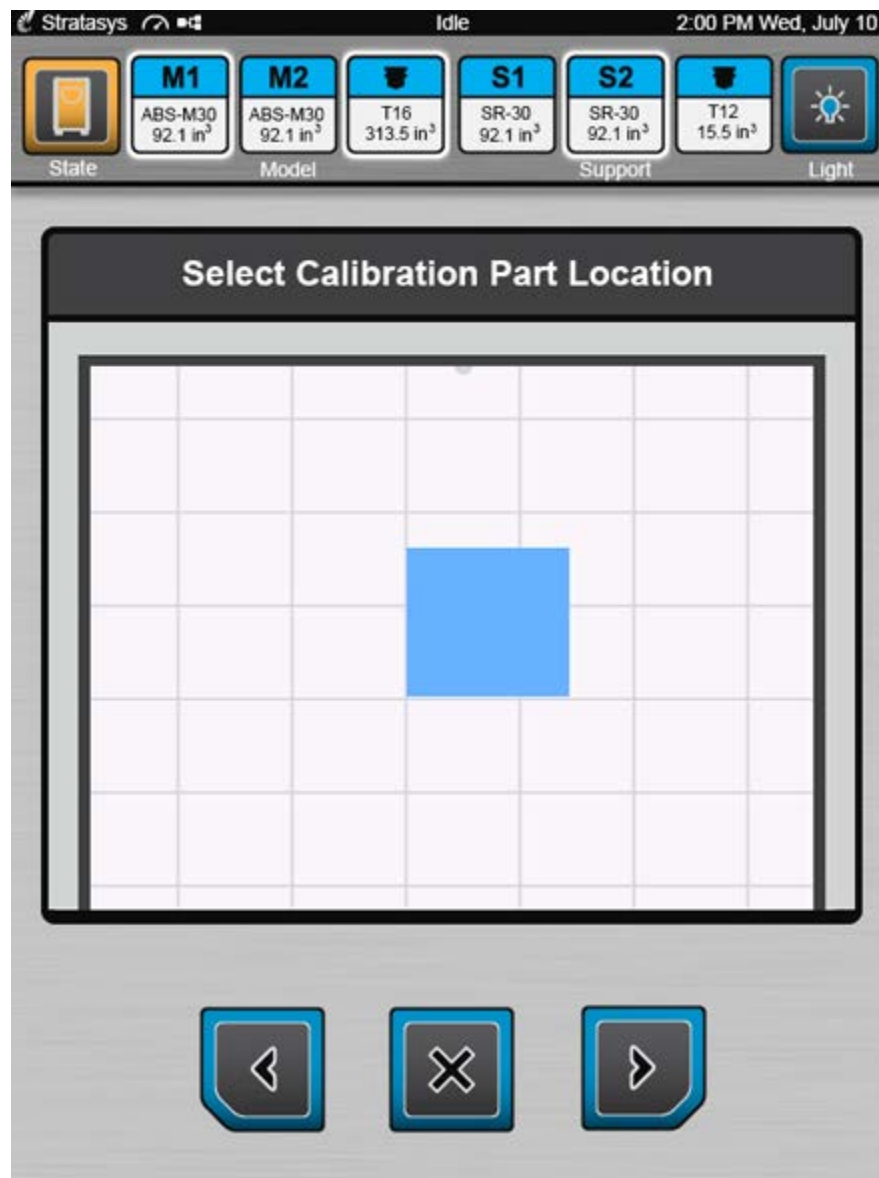 Stratasys Idle 2:00 PM Wed, July 10
M1 M2 S1 S2
ABS-M30 ABS-M30 T16 SR-30 SR-30 T12
92.1 in³ 92.1 in³ 313.5 in³ 92.1 in³ 92.1 in³ 15.5 in³
State Model Support Light
Select Calibration Part Location